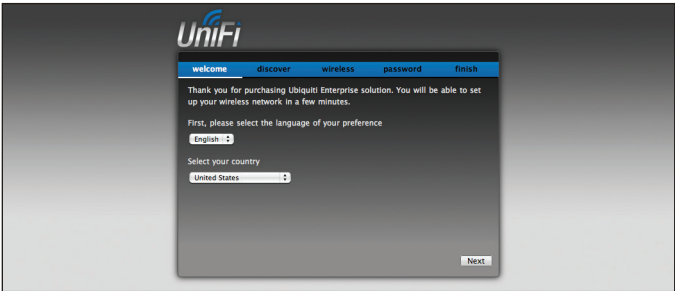 UniFi
welcome discover wireless password finish
Thank you for purchasing Ubiquiti Enterprise solution. You will be able to set
up your wireless network in a few minutes.
First, please select the language of your preference
English
Select your country
United States
Next